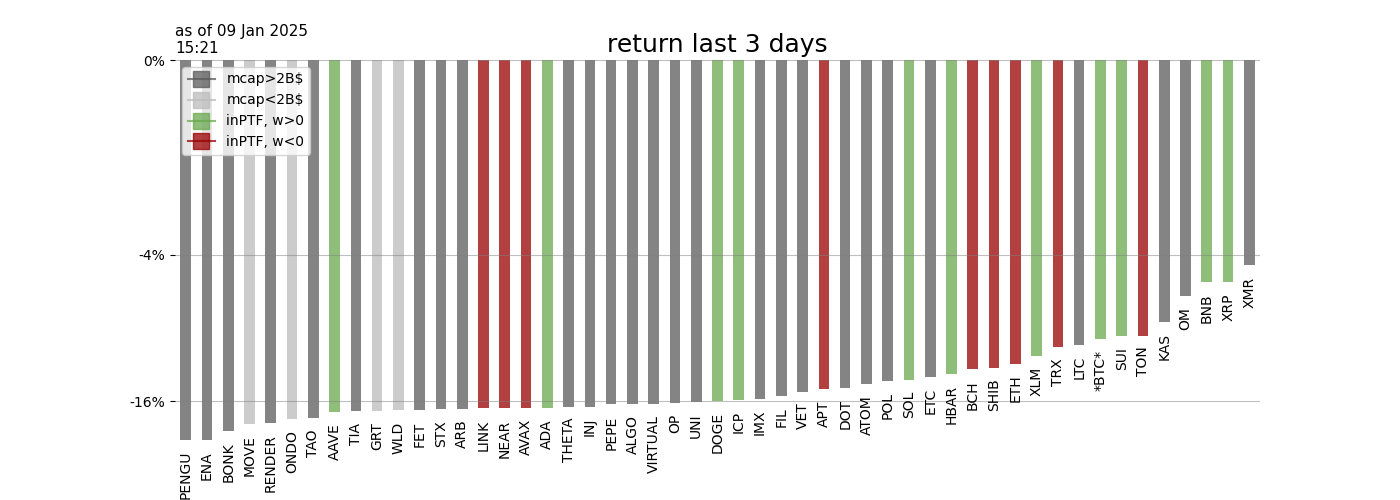 as of 09 Jan 2025
15:21
return last 3 days
0%
-4%
-16%
mcap>2B$
mcap<2B$
inPTF, w>0
inPTF, w<0
PENGU
ENA
BONK
MOVE
RENDER
ONDO
TAO
AAVE
TIA
GRT
WLD
FET
STX
ARB
LINK
NEAR
AVAX
ADA
THETA
INJ
PEPE
ALGO
VIRTUAL
OP
UNI
DOGE
ICP
IMX
FIL
VET
APT
DOT
ATOM
POL
SOL
ETC
HBAR
BCH
SHIB
ETH
XLM
TRX
LTC
*BTC*
SUI
TON
KAS
OM
BNB
XRP
XMR